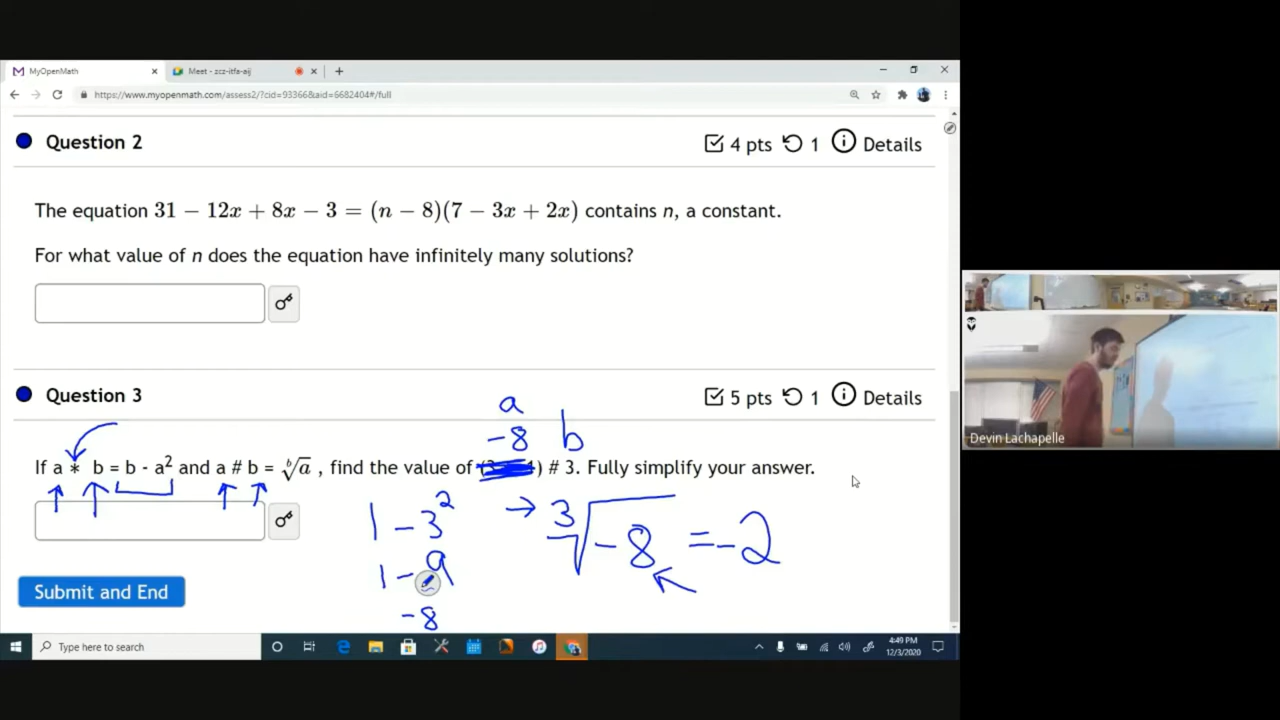 MyOpenMath
Meet - zcz-itfa-aij
https://www.myopenmath.com/assess2/?cid=93366&aid=6682404#/full
Question 2
4 pts 1 Details
The equation 31 − 12x + 8x − 3 = (n − 8)(7 − 3x + 2x) contains n, a constant.
For what value of n does the equation have infinitely many solutions?
Question 3
5 pts 1 Details
a
-8 b
If a * b = b - a² and a # b = ᵇ√a , find the value of ) # 3. Fully simplify your answer.
1 - 3²
→ ³√-8 = -2
1 - 9
-8
Submit and End
Devin Lachapelle
Type here to search
4:49 PM
12/3/2020